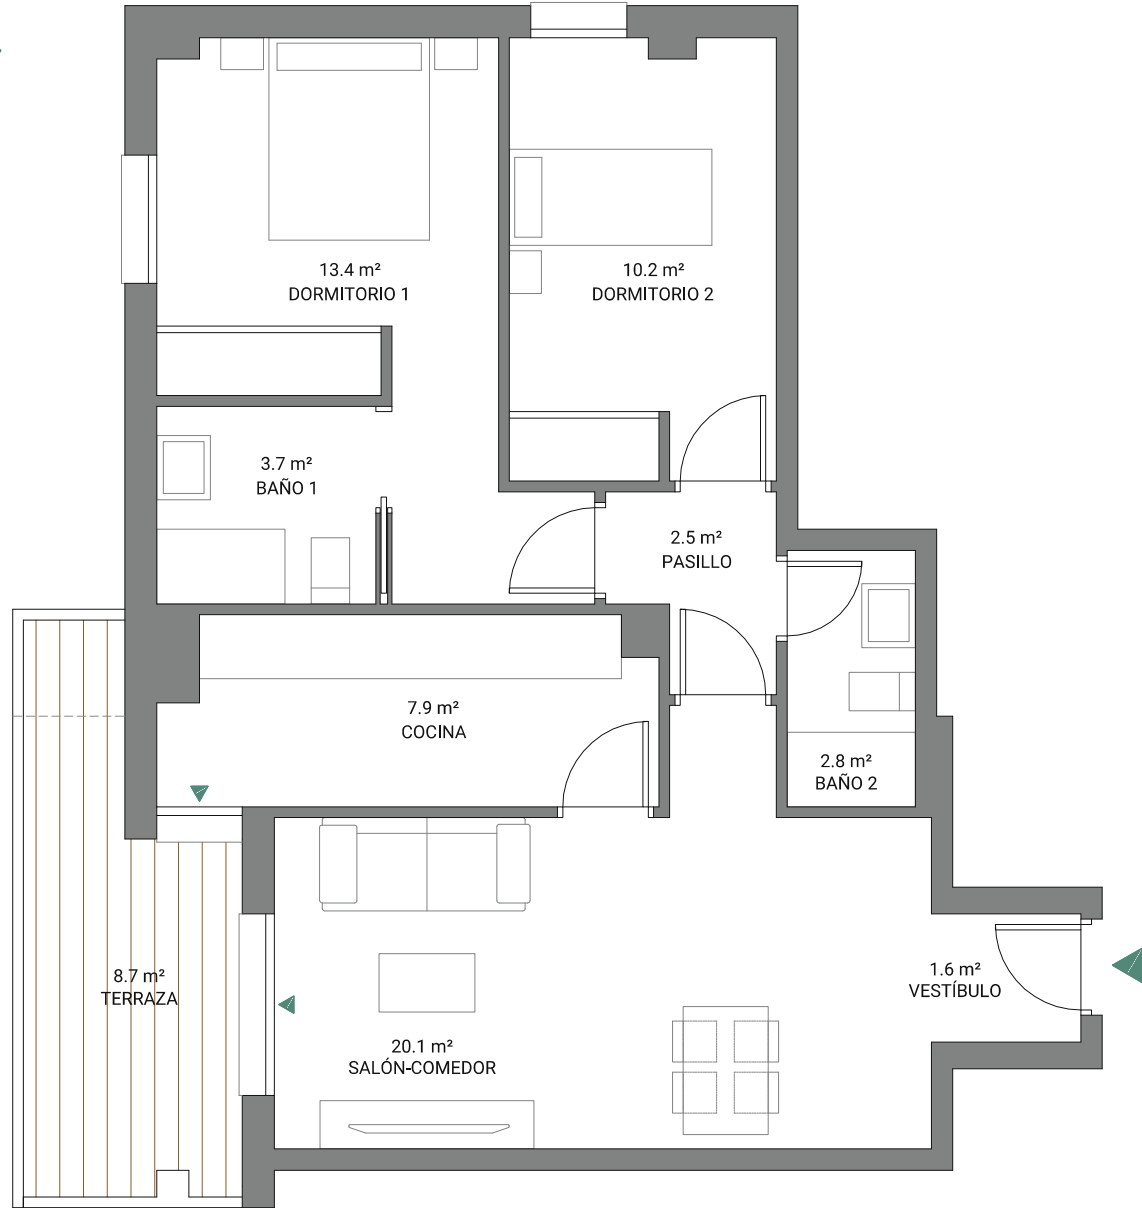 13.4 m²
DORMITORIO 1
10.2 m²
DORMITORIO 2
3.7 m²
BAÑO 1
2.5 m²
PASILLO
7.9 m²
COCINA
2.8 m²
BAÑO 2
8.7 m²
TERRAZA
1.6 m²
VESTÍBULO
20.1 m²
SALÓN-COMEDOR